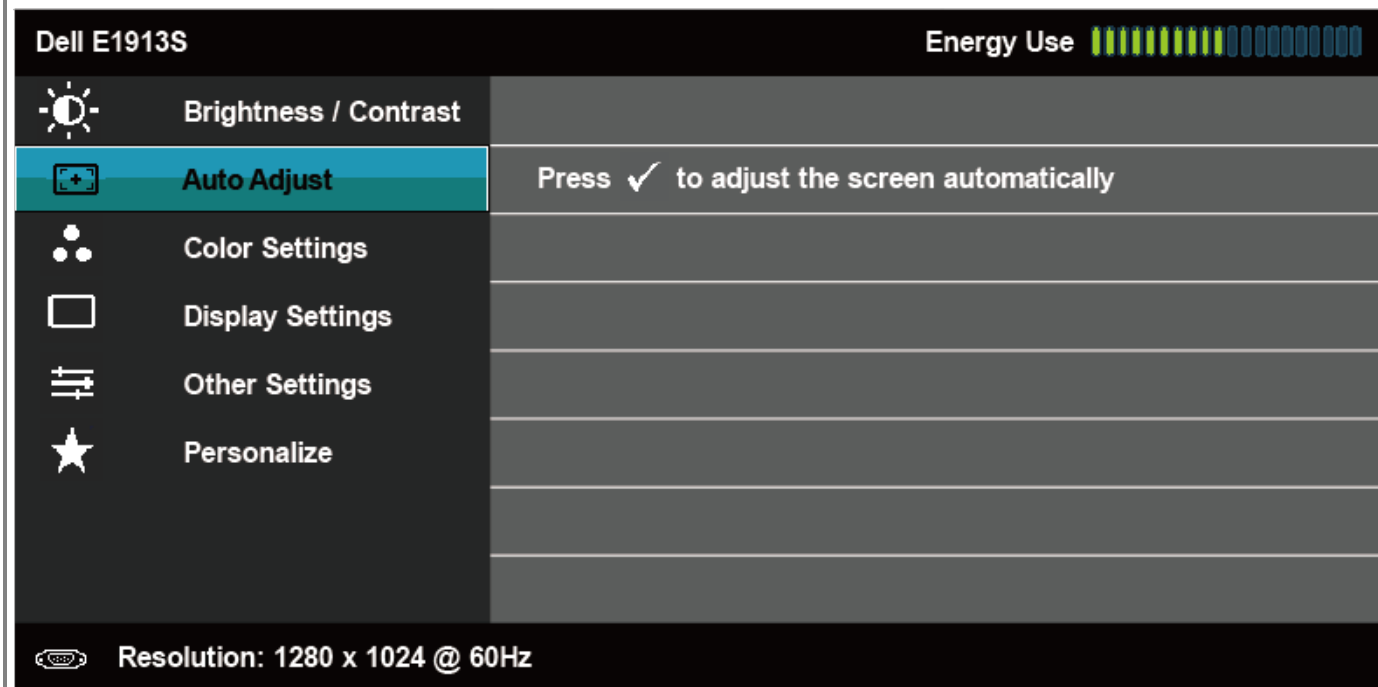 Dell E1913S Energy Use
Brightness / Contrast
Auto Adjust Press ✓ to adjust the screen automatically
Color Settings
Display Settings
Other Settings
Personalize
Resolution: 1280 x 1024 @ 60Hz